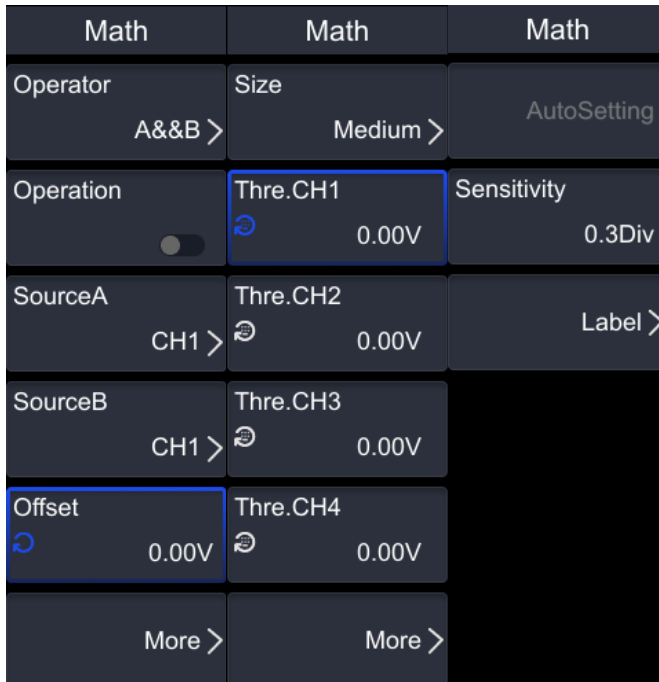 Math
Operator
A&&B
Operation
SourceA
CH1
SourceB
CH1
Offset
0.00V
More
Math
Size
Medium
Thre.CH1
0.00V
Thre.CH2
0.00V
Thre.CH3
0.00V
Thre.CH4
0.00V
More
Math
AutoSetting
Sensitivity
0.3Div
Label